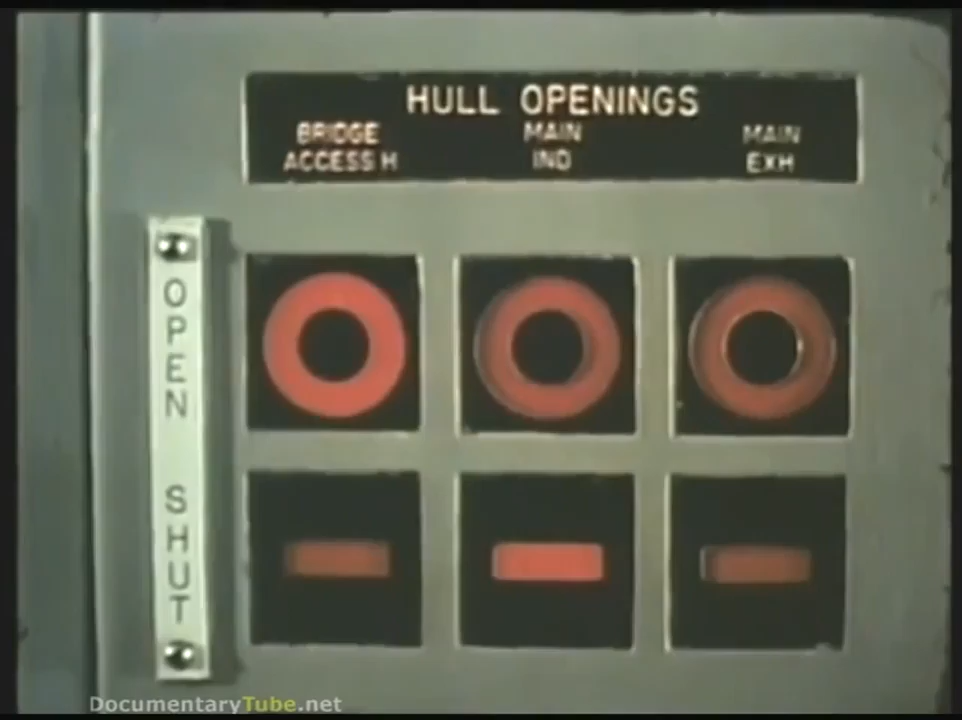 HULL OPENINGS
BRIDGE MAIN MAIN
ACCESS H IND EXH
OPEN SHUT
DocumentaryTube.net